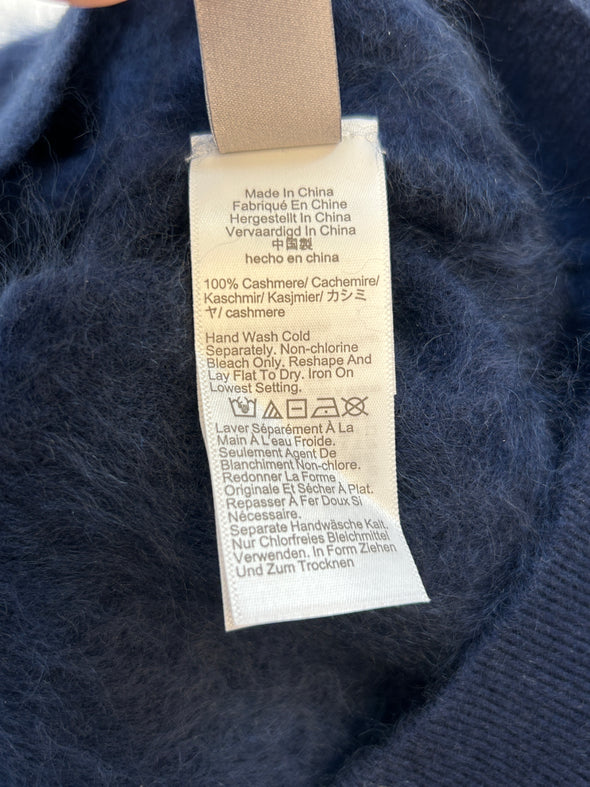 Made In China
Fabriqué En Chine
Hergestellt In China
Vervaardigd In China
中国製
hecho en china
100% Cashmere/ Cachemire/
Kaschmir/ Kasjmier/ カシミ
ヤ/ cashmere
Hand Wash Cold
Separately. Non-chlorine
Bleach Only. Reshape And
Lay Flat To Dry. Iron On
Lowest Setting.
Laver Séparément À La
Main À L'eau Froide.
Seulement Agent De
Blanchiment Non-chlore.
Redonner La Forme
Originale Et Sécher À Plat.
Repasser À Fer Doux Si
Nécessaire.
Separate Handwäsche Kalt.
Nur Chlorfreies Bleichmittel
Verwenden. In Form Ziehen
Und Zum Trocknen